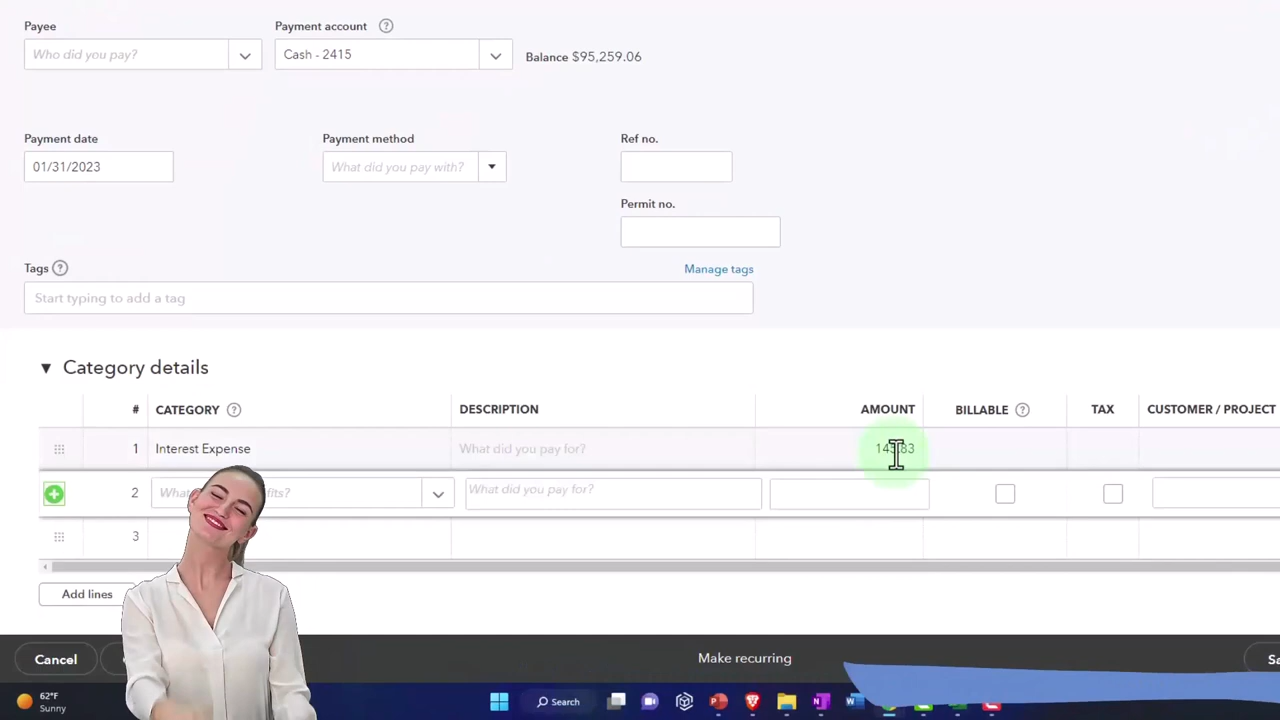 Payee
Payment account
Who did you pay?
Cash - 2415
Balance $95,259.06
Payment date
Payment method
Ref no.
01/31/2023
What did you pay with?
Permit no.
Tags
Manage tags
Start typing to add a tag
Category details
# CATEGORY DESCRIPTION AMOUNT BILLABLE TAX CUSTOMER / PROJECT
1 Interest Expense What did you pay for?
2 What did you pay for?
3
Add lines
Cancel
Make recurring
62°F
Sunny
Search